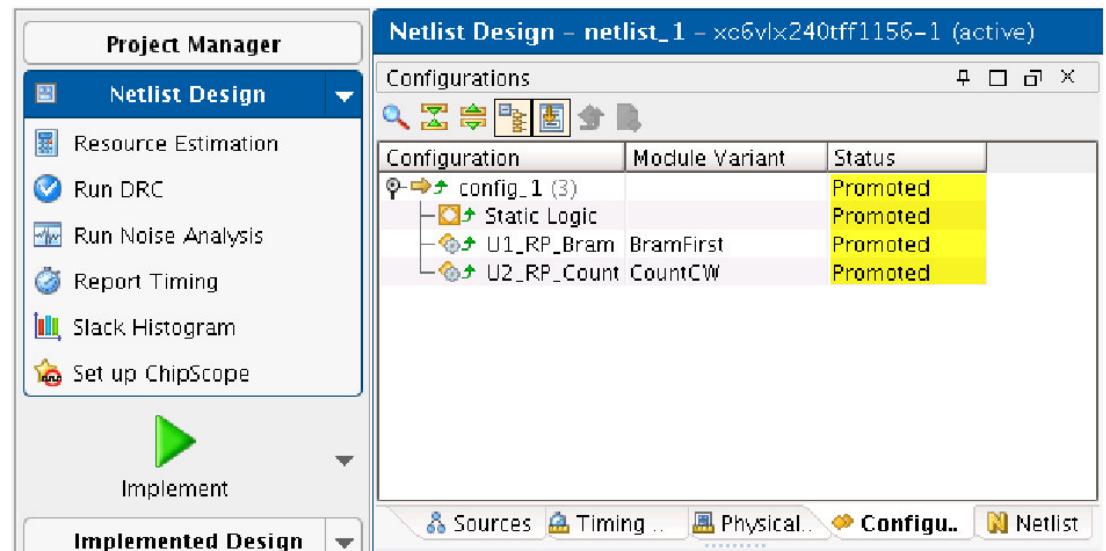 Project Manager
Netlist Design
Resource Estimation
Run DRC
Run Noise Analysis
Report Timing
Slack Histogram
Set up ChipScope
Implement
Implemented Design
Netlist Design - netlist_1 - xc6vlx240tff1156-1 (active)
Configurations
Configuration Module Variant Status
config_1 (3) Promoted
Static Logic Promoted
U1_RP_Bram BramFirst Promoted
U2_RP_Count CountCW Promoted
Sources Timing .. Physical.. Configu.. Netlist